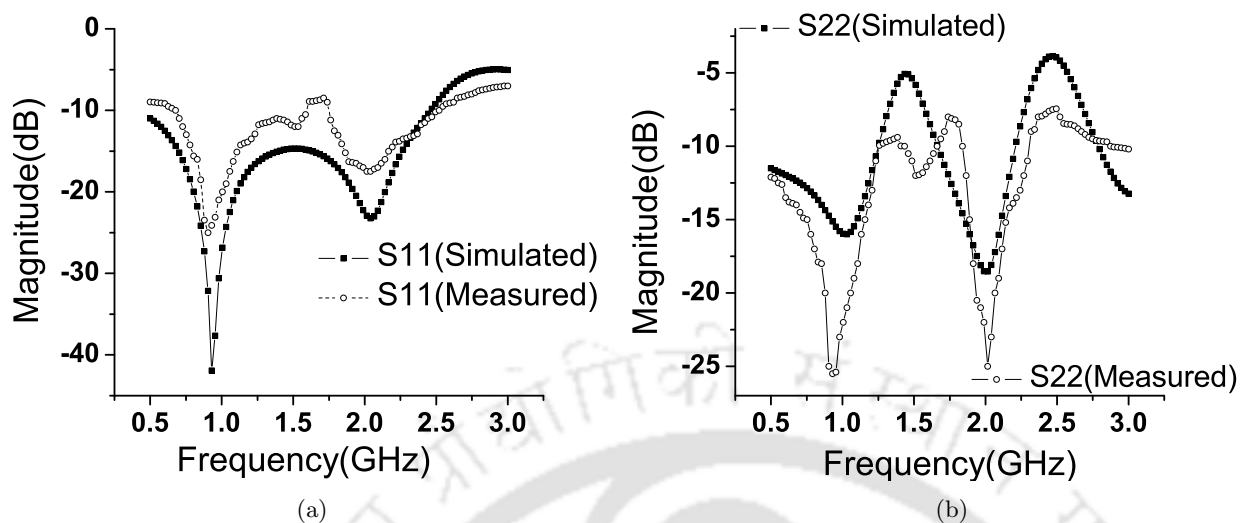 0
-10
-20
-30
-40
Magnitude(dB)
S11(Simulated)
S11(Measured)
0.5 1.0 1.5 2.0 2.5 3.0
Frequency(GHz)
(a)
S22(Simulated)
-5
-10
-15
-20
-25
Magnitude(dB)
S22(Measured)
0.5 1.0 1.5 2.0 2.5 3.0
Frequency(GHz)
(b)